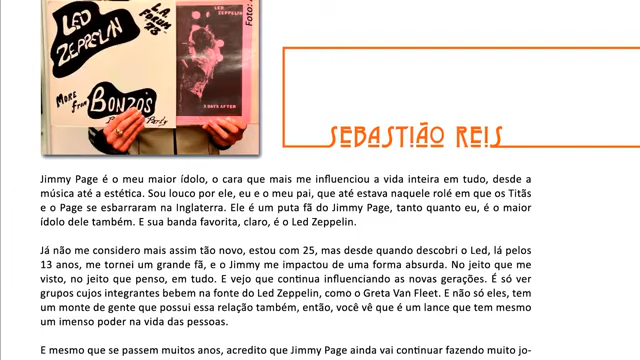 LED
ZEPPELIN
L.A.
FORUM
'73
LED
ZEPPELIN
Foto:
MORE
from
BONZO'S
Party
3 DAYS AFTER
SEBASTIÃO REIS
Jimmy Page é o meu maior ídolo, o cara que mais me influenciou a vida inteira em tudo, desde a
música até a estética. Sou louco por ele, eu e o meu pai, que até estava naquele rolé em que os Titãs
e o Page se esbarraram na Inglaterra. Ele é um puta fã do Jimmy Page, tanto quanto eu, é o maior
ídolo dele também. E sua banda favorita, claro, é o Led Zeppelin.
Já não me considero mais assim tão novo, estou com 25, mas desde quando descobri o Led, lá pelos
13 anos, me tornei um grande fã, e o Jimmy me impactou de uma forma absurda. No jeito que me
visto, no jeito que penso, em tudo. E vejo que continua influenciando as novas gerações. É só ver
grupos cujos integrantes bebem na fonte do Led Zeppelin, como o Greta Van Fleet. E não só eles, tem
um monte de gente que possui essa relação também, então, você vê que é um lance que tem mesmo
um imenso poder na vida das pessoas.
E mesmo que se passem muitos anos, acredito que Jimmy Page ainda vai continuar fazendo muito jo-